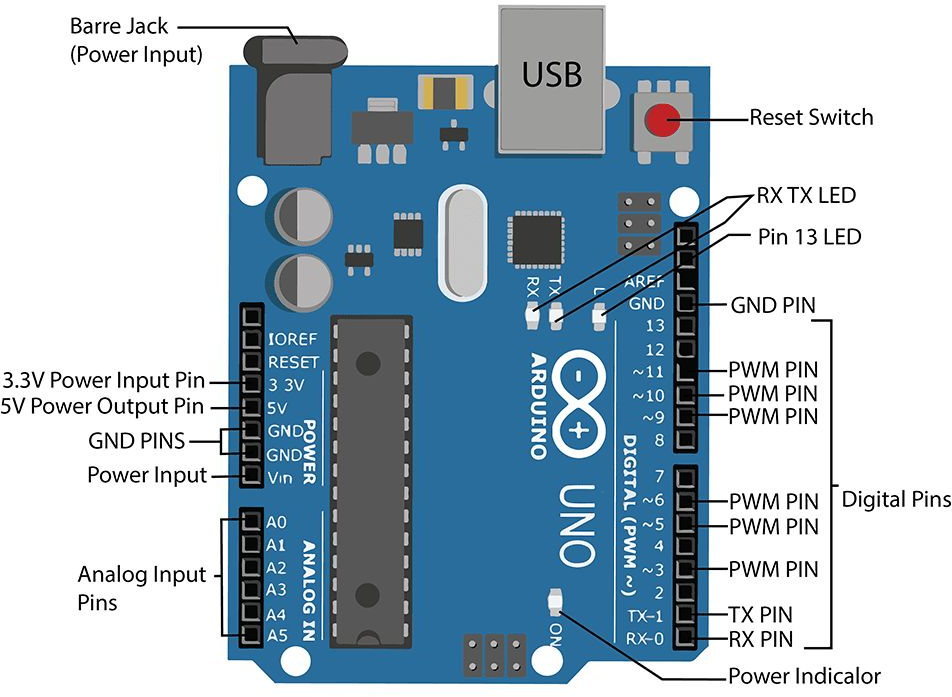 Barre Jack
(Power Input)
USB
Reset Switch
RX TX LED
Pin 13 LED
RX
TX
L
AREF
GND
GND PIN
13
12
~11
PWM PIN
~10
PWM PIN
~9
PWM PIN
8
IOREF
RESET
3.3V Power Input Pin
3 3V
5V Power Output Pin
5V
GND PINS
GND
GND
Power Input
Vin
POWER
ARDUINO
- +
UNO
DIGITAL (PWM ~)
7
~6
PWM PIN
~5
PWM PIN
4
~3
PWM PIN
2
TX-1
TX PIN
RX-0
RX PIN
Digital Pins
A0
A1
A2
A3
A4
A5
ANALOG IN
Analog Input
Pins
ON
Power Indicalor